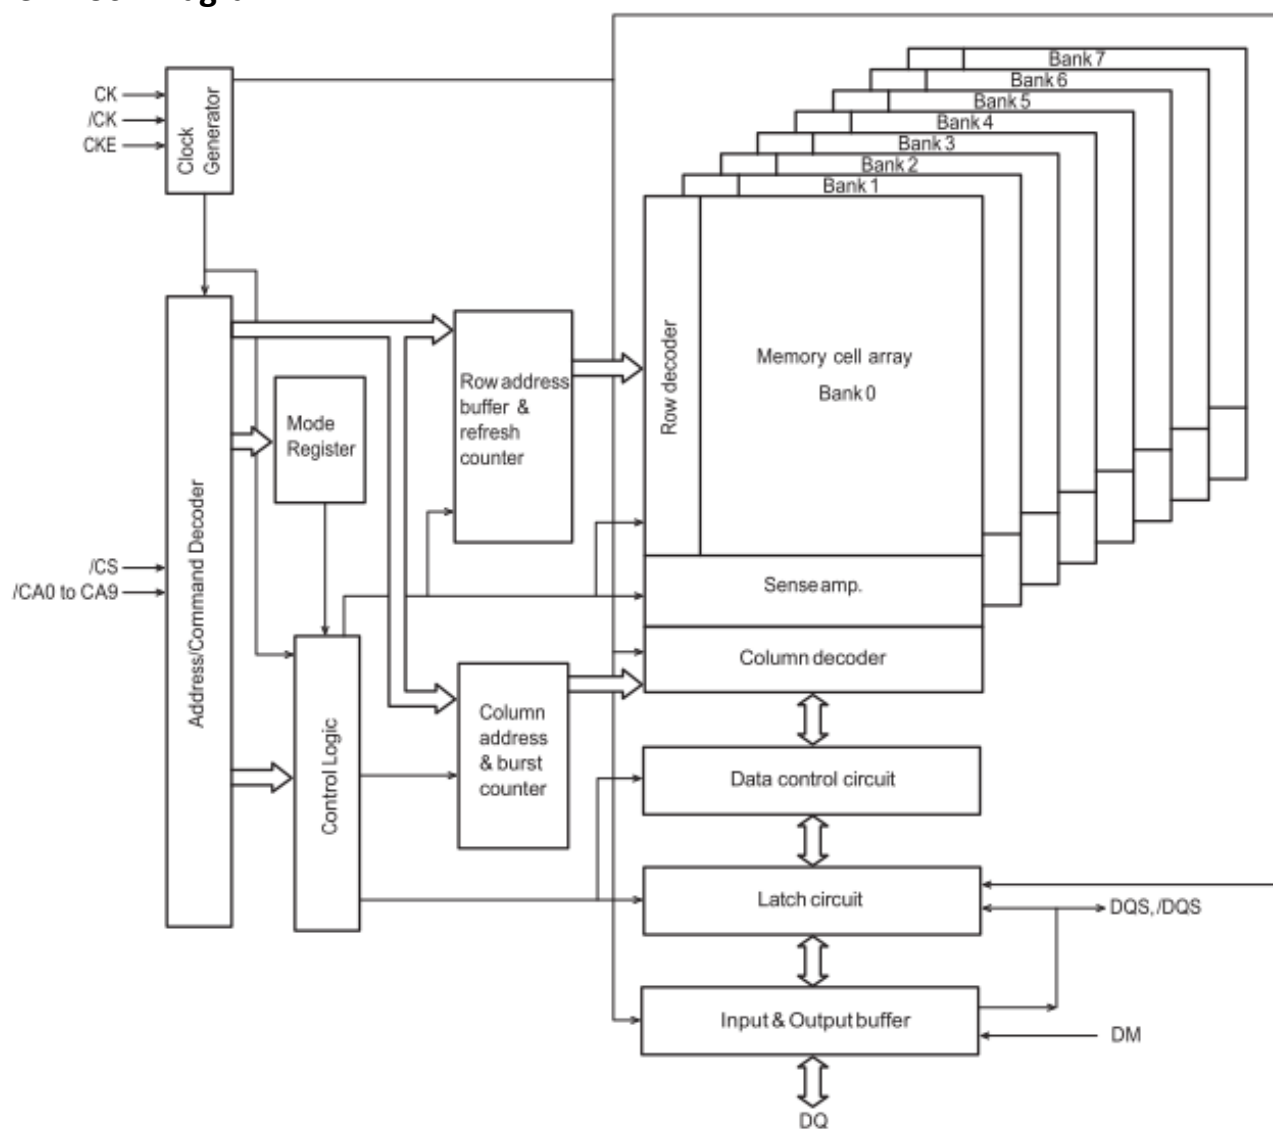 Bank 7
Bank 6
Bank 5
Bank 4
Bank 3
Bank 2
Bank 1
CK
/CK
CKE
Clock
Generator
Memory cell array
Bank 0
Row decoder
Row address
buffer &
refresh
counter
Mode
Register
Address/Command Decoder
/CS
/CA0 to CA9
Sense amp.
Column decoder
Control Logic
Column
address
& burst
counter
Data control circuit
Latch circuit
DQS, /DQS
Input & Output buffer
DM
DQ